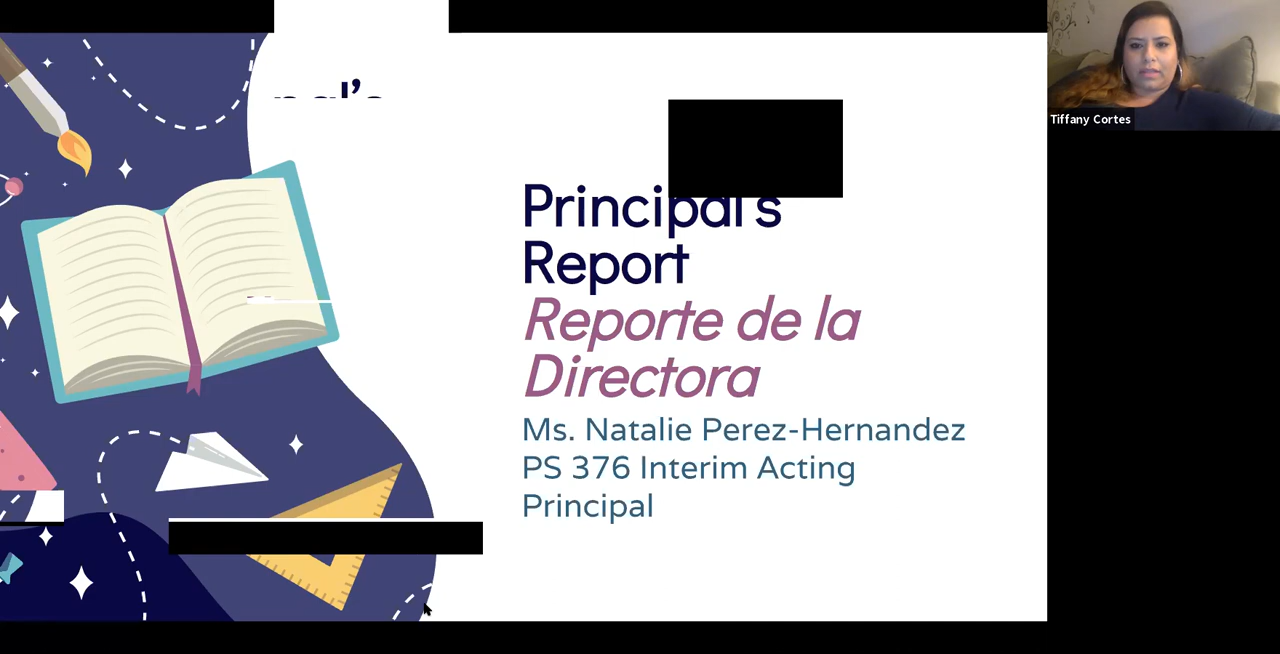 Principal's
Report
Reporte de la
Directora
Ms. Natalie Perez-Hernandez
PS 376 Interim Acting
Principal
Tiffany Cortes